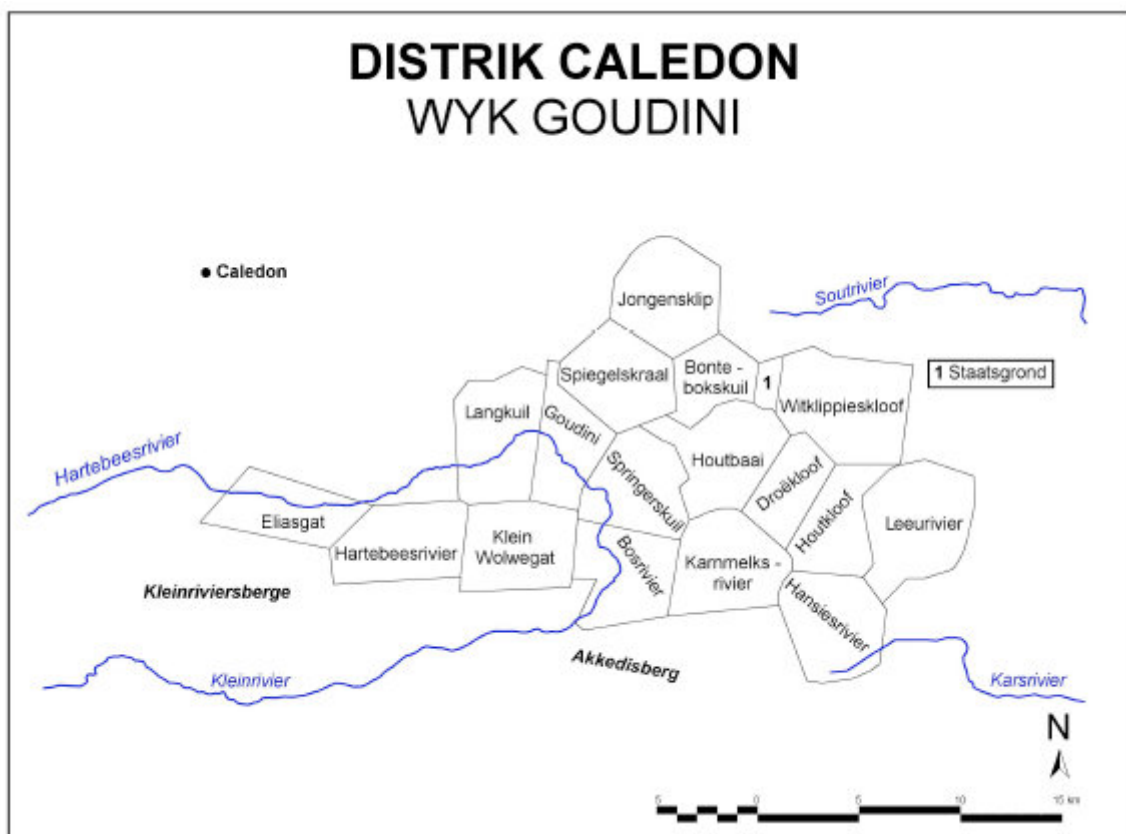 DISTRIK CALEDON
WYK GOUDINI
Caledon
Soutrivier
Jongensklip
1 Staatsgrond
Spiegelskraal
Bonte -
bokskuil
1
Witklippieskloof
Langkuil
Goudini
Hartebeesrivier
Springerskuil
Houtbaai
Droëkloof
Houtkloof
Leeurivier
Eliasgat
Hartebeesrivier
Klein
Wolwegat
Bosrivier
Karnmelks -
rivier
Hansiesrivier
Kleinriviersberge
Akkedisberg
Kleinrivier
Karsrivier
N
5 0 5 10 15 km